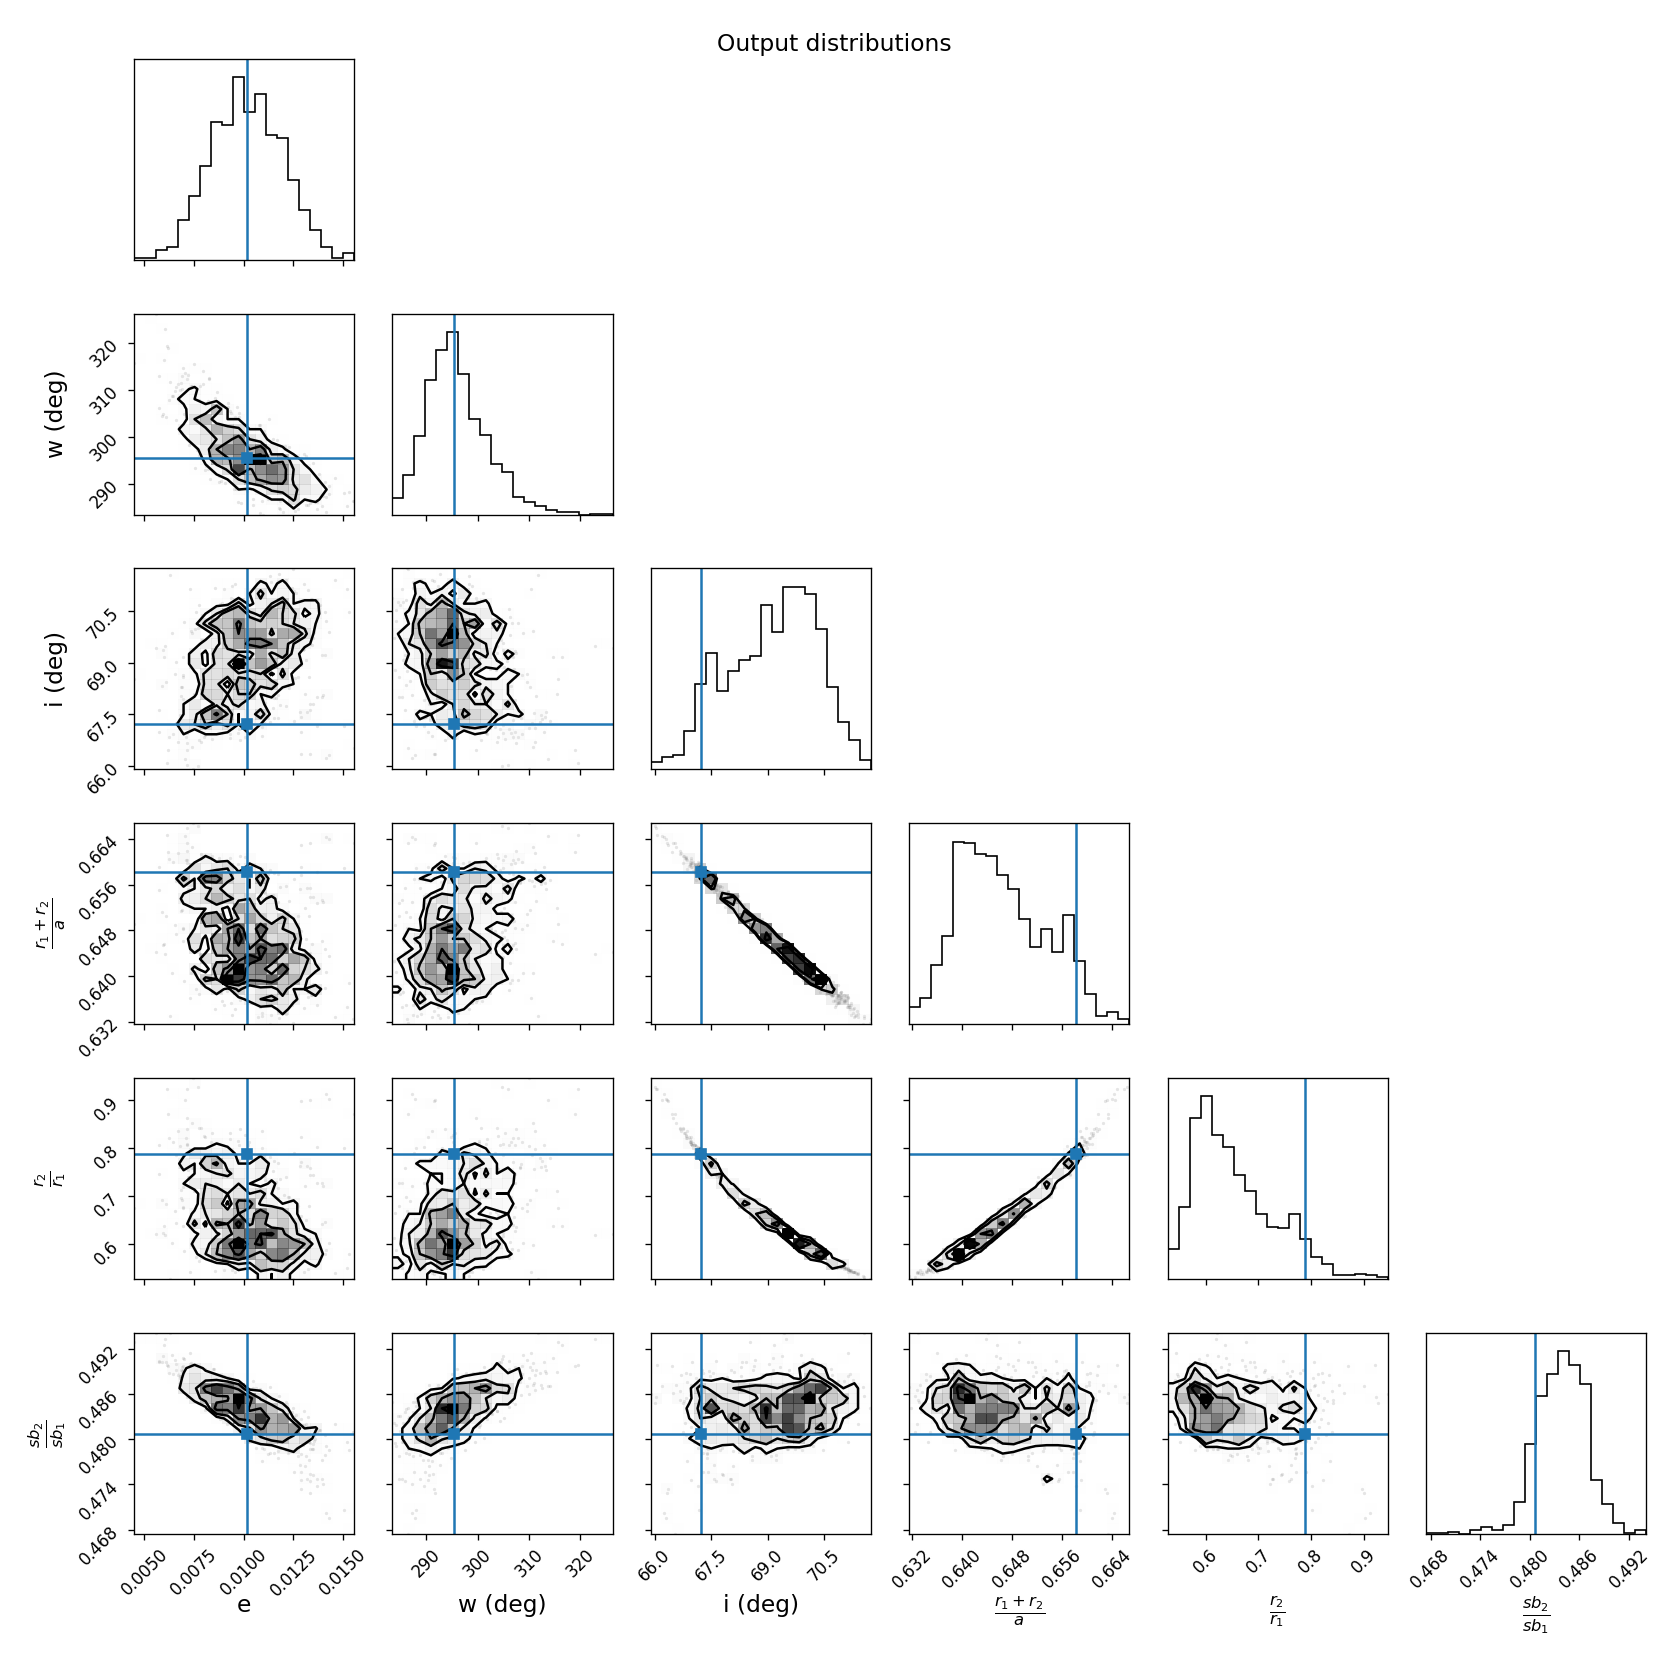 Output distributions
w (deg)
320
310
300
290
i (deg)
70.5
69.0
67.5
66.0
r₁ + r₂
a
0.664
0.656
0.648
0.640
0.632
r₂
r₁
0.9
0.8
0.7
0.6
sb₂
sb₁
0.492
0.486
0.480
0.474
0.468
0.0050 0.0075 0.0100 0.0125 0.0150
290 300 310 320
66.0 67.5 69.0 70.5
0.632 0.640 0.648 0.656 0.664
0.6 0.7 0.8 0.9
0.468 0.474 0.480 0.486 0.492
e
w (deg)
i (deg)
r₁ + r₂
a
r₂
r₁
sb₂
sb₁